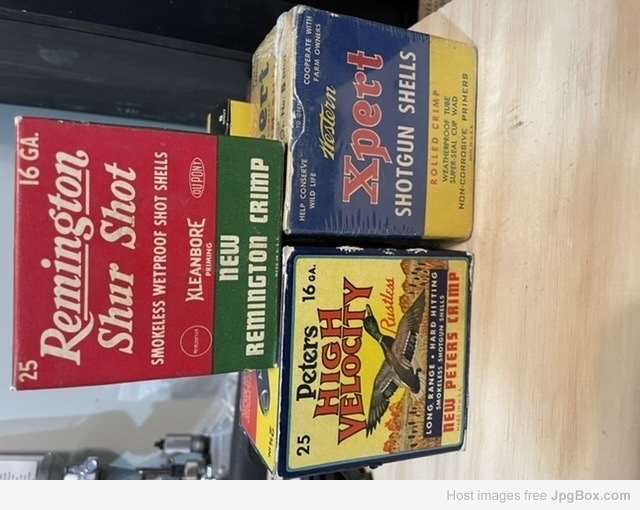 25 16 GA.
Remington
Shur Shot
SMOKELESS WETPROOF SHOT SHELLS
KLEANBORE
PRIMING
DUPONT
NEW
REMINGTON CRIMP
HELP CONSERVE
WILD LIFE
COOPERATE WITH
FARM OWNERS
Western
Xpert
SHOTGUN SHELLS
ROLLED CRIMP
WEATHERPROOF TUBE
SUPER-SEAL CUP WAD
NON-CORROSIVE PRIMERS
25 Peters 16 GA.
HIGH
VELOCITY
Rustless
LONG RANGE • HARD HITTING
SMOKELESS SHOTGUN SHELLS
NEW PETERS CRIMP
Host images free JpgBox.com